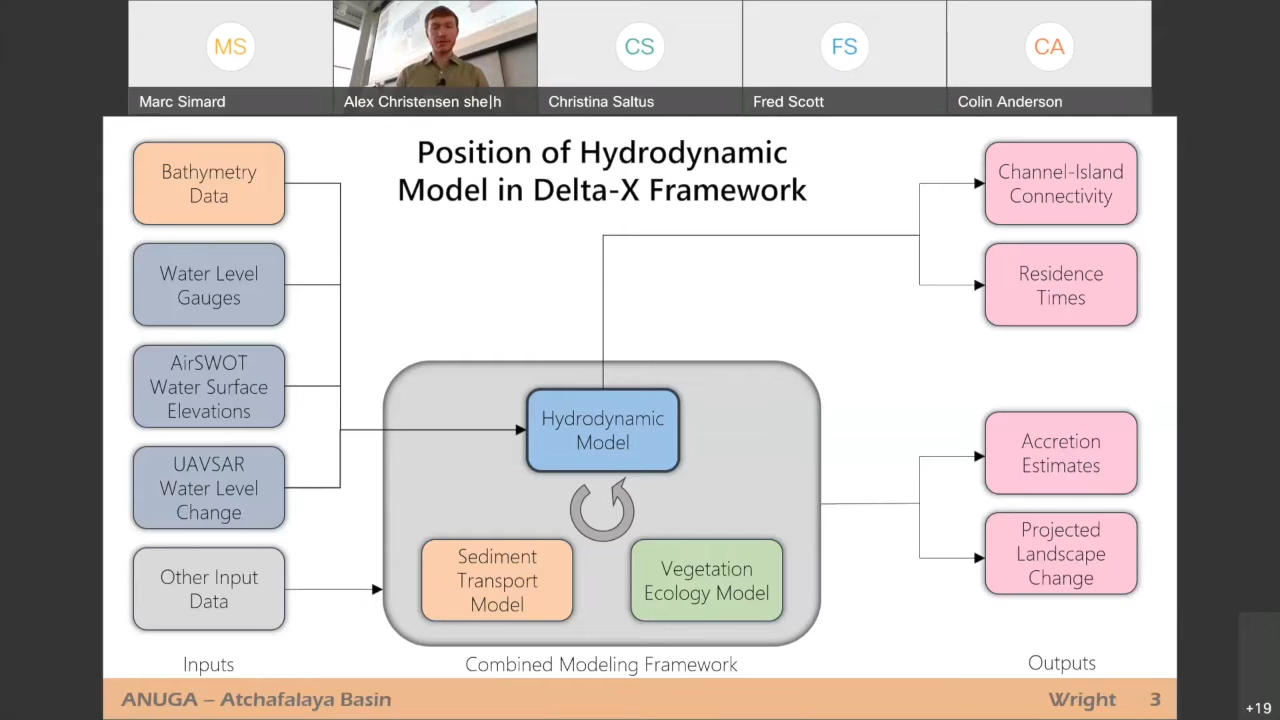 MS
CS
FS
CA
Marc Simard
Alex Christensen she|h
Christina Saltus
Fred Scott
Colin Anderson
Position of Hydrodynamic
Model in Delta-X Framework
Bathymetry
Data
Water Level
Gauges
AirSWOT
Water Surface
Elevations
UAVSAR
Water Level
Change
Other Input
Data
Inputs
Hydrodynamic
Model
Sediment
Transport
Model
Vegetation
Ecology Model
Combined Modeling Framework
Channel-Island
Connectivity
Residence
Times
Accretion
Estimates
Projected
Landscape
Change
Outputs
ANUGA – Atchafalaya Basin
Wright 3
+19